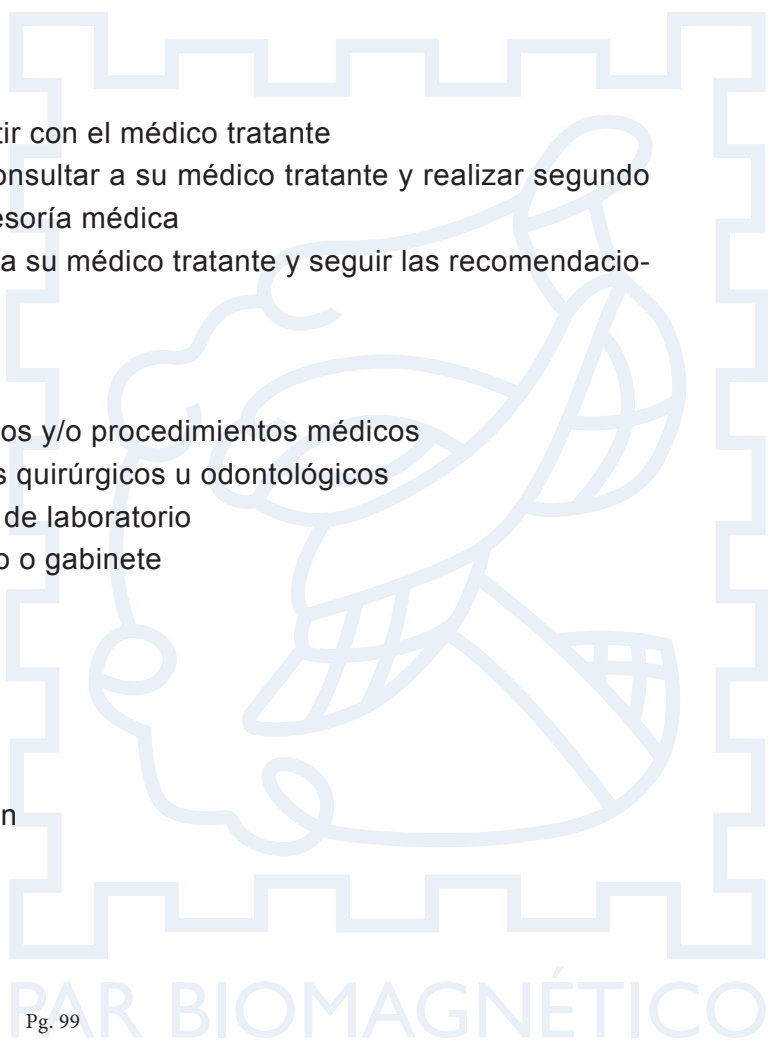 tir con el médico tratante
onsultar a su médico tratante y realizar segundo
esoría médica
a su médico tratante y seguir las recomendacio-
os y/o procedimientos médicos
s quirúrgicos u odontológicos
de laboratorio
o o gabinete
n
PAR BIOMAGNÉTICO
Pg. 99